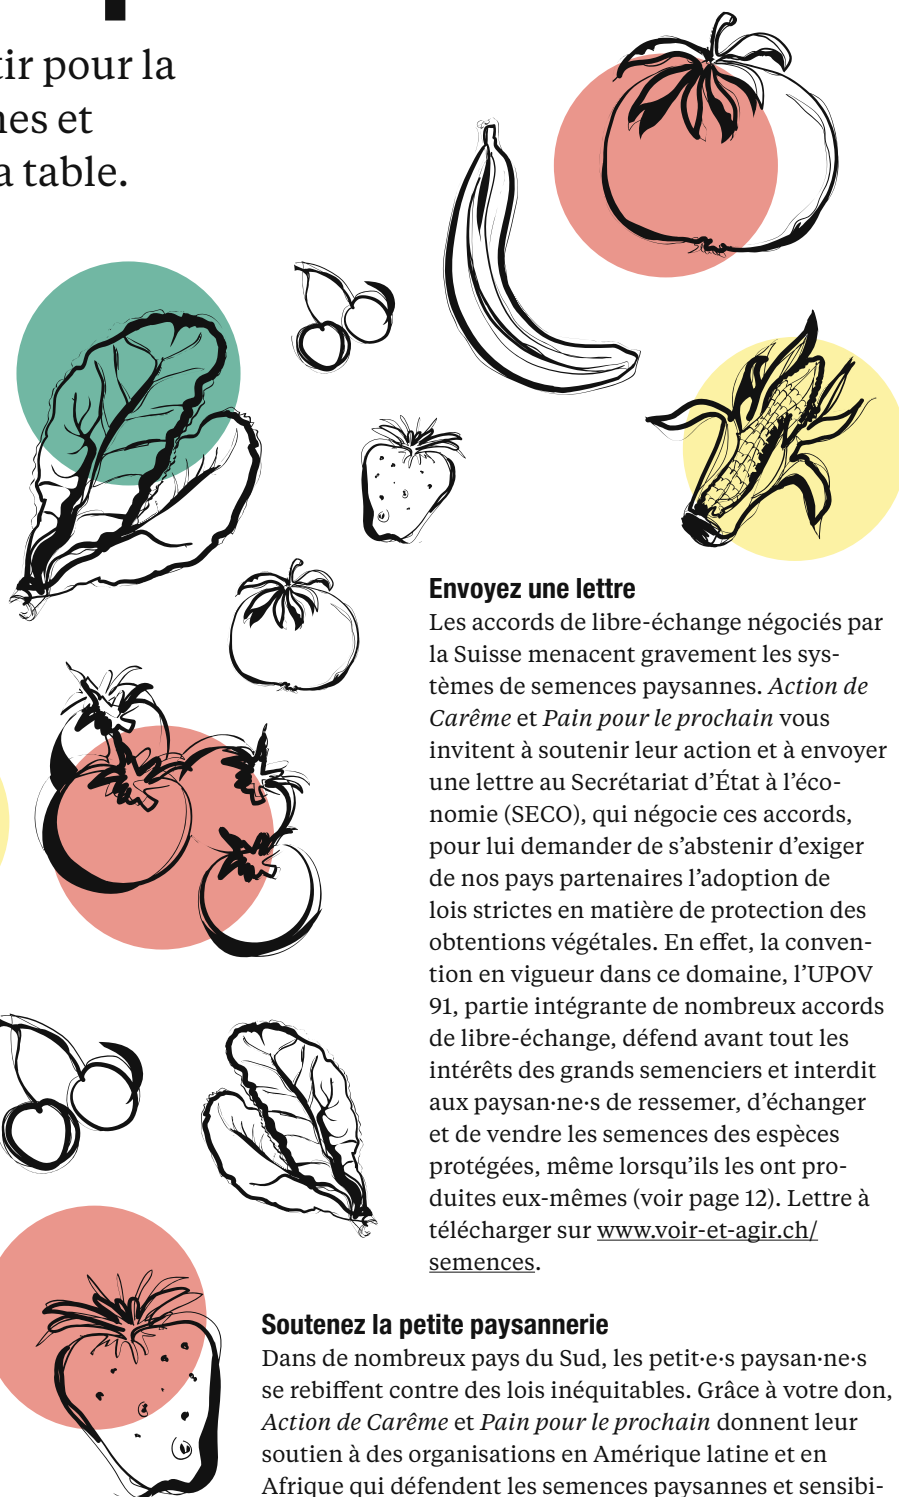 tir pour la
nes et
a table.
Envoyez une lettre
Les accords de libre-échange négociés par
la Suisse menacent gravement les sys-
tèmes de semences paysannes. Action de
Carême et Pain pour le prochain vous
invitent à soutenir leur action et à envoyer
une lettre au Secrétariat d’État à l’éco-
nomie (SECO), qui négocie ces accords,
pour lui demander de s’abstenir d’exiger
de nos pays partenaires l’adoption de
lois strictes en matière de protection des
obtentions végétales. En effet, la conven-
tion en vigueur dans ce domaine, l’UPOV
91, partie intégrante de nombreux accords
de libre-échange, défend avant tout les
intérêts des grands semenciers et interdit
aux paysan·ne·s de ressemer, d’échanger
et de vendre les semences des espèces
protégées, même lorsqu’ils les ont pro-
duites eux-mêmes (voir page 12). Lettre à
télécharger sur www.voir-et-agir.ch/
semences.
Soutenez la petite paysannerie
Dans de nombreux pays du Sud, les petit·e·s paysan·ne·s
se rebiffent contre des lois inéquitables. Grâce à votre don,
Action de Carême et Pain pour le prochain donnent leur
soutien à des organisations en Amérique latine et en
Afrique qui défendent les semences paysannes et sensibi-